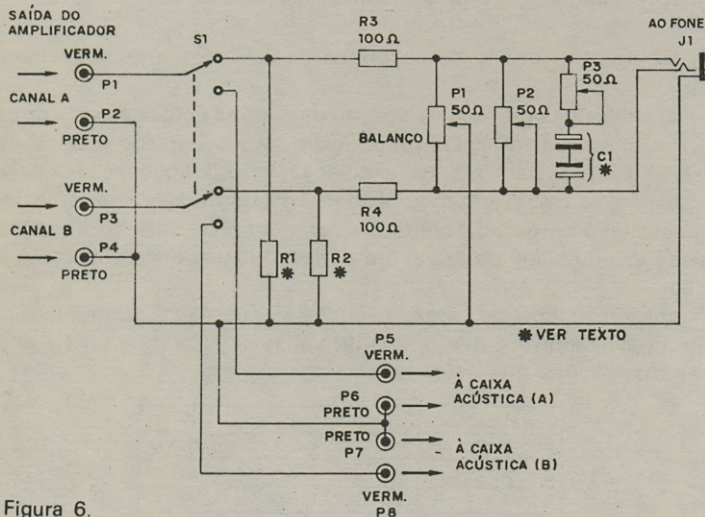 SAÍDA DO
AMPLIFICADOR
VERM.
P1
CANAL A
P2
PRETO
VERM.
P3
CANAL B
P4
PRETO
S1
R3
100Ω
R4
100Ω
R1
✱
R2
✱
P1
50Ω
BALANÇO
P2
50Ω
P3
50Ω
C1
✱
AO FONE
J1
✱ VER TEXTO
P5
VERM.
À CAIXA
ACÚSTICA (A)
P6
PRETO
PRETO
P7
À CAIXA
ACÚSTICA (B)
VERM.
P8
Figura 6.